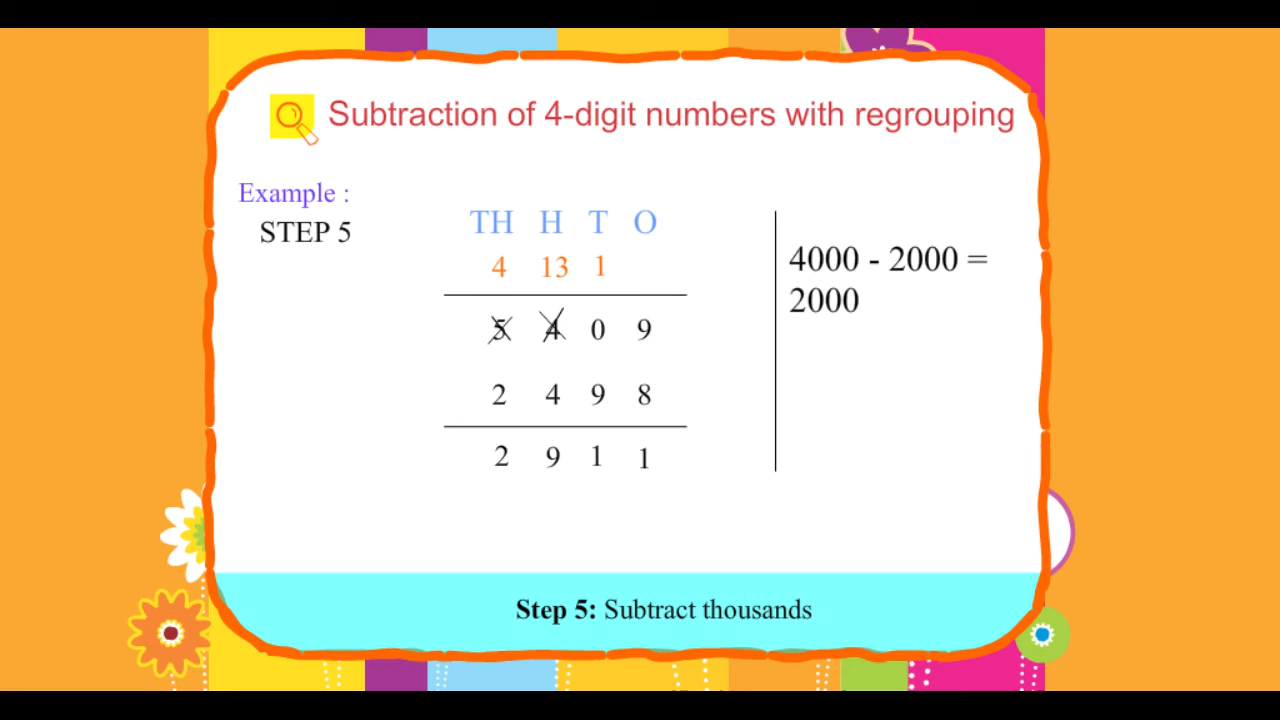 Subtraction of 4-digit numbers with regrouping
Example :
STEP 5
TH H T O
4 13 1
5 4 0 9
2 4 9 8
2 9 1 1
4000 - 2000 =
2000
Step 5: Subtract thousands